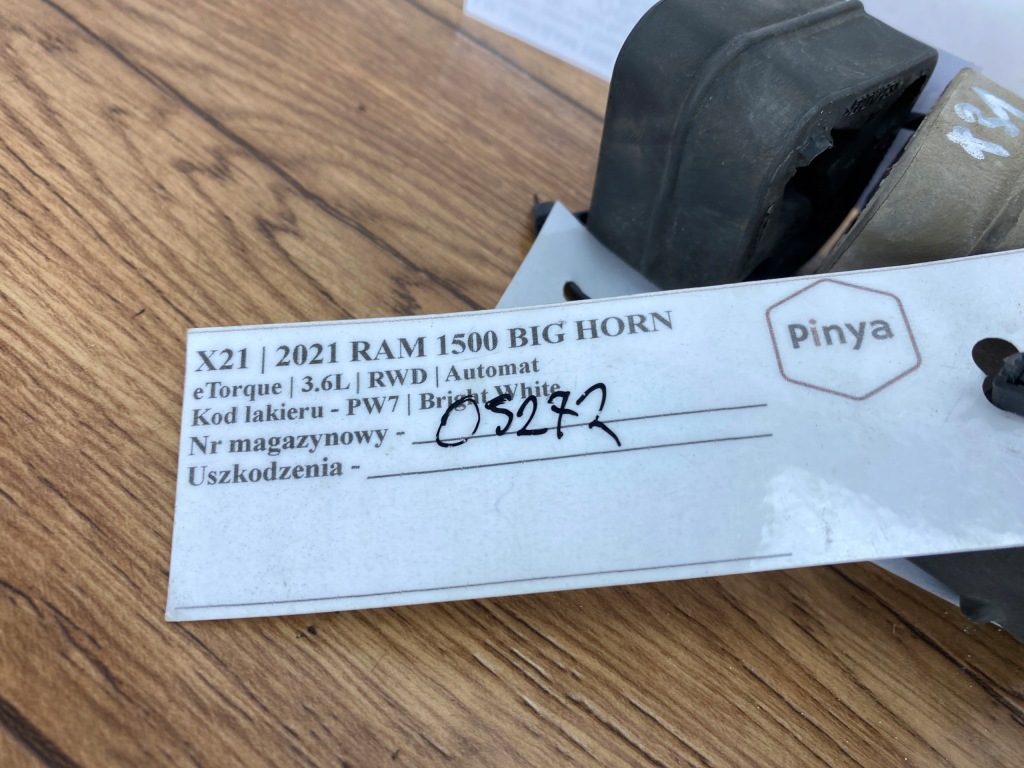 X21 | 2021 RAM 1500 BIG HORN
eTorque | 3.6L | RWD | Automat
Kod lakieru - PW7 | Bright White
Nr magazynowy - 05272
Uszkodzenia -
Pinya
x31